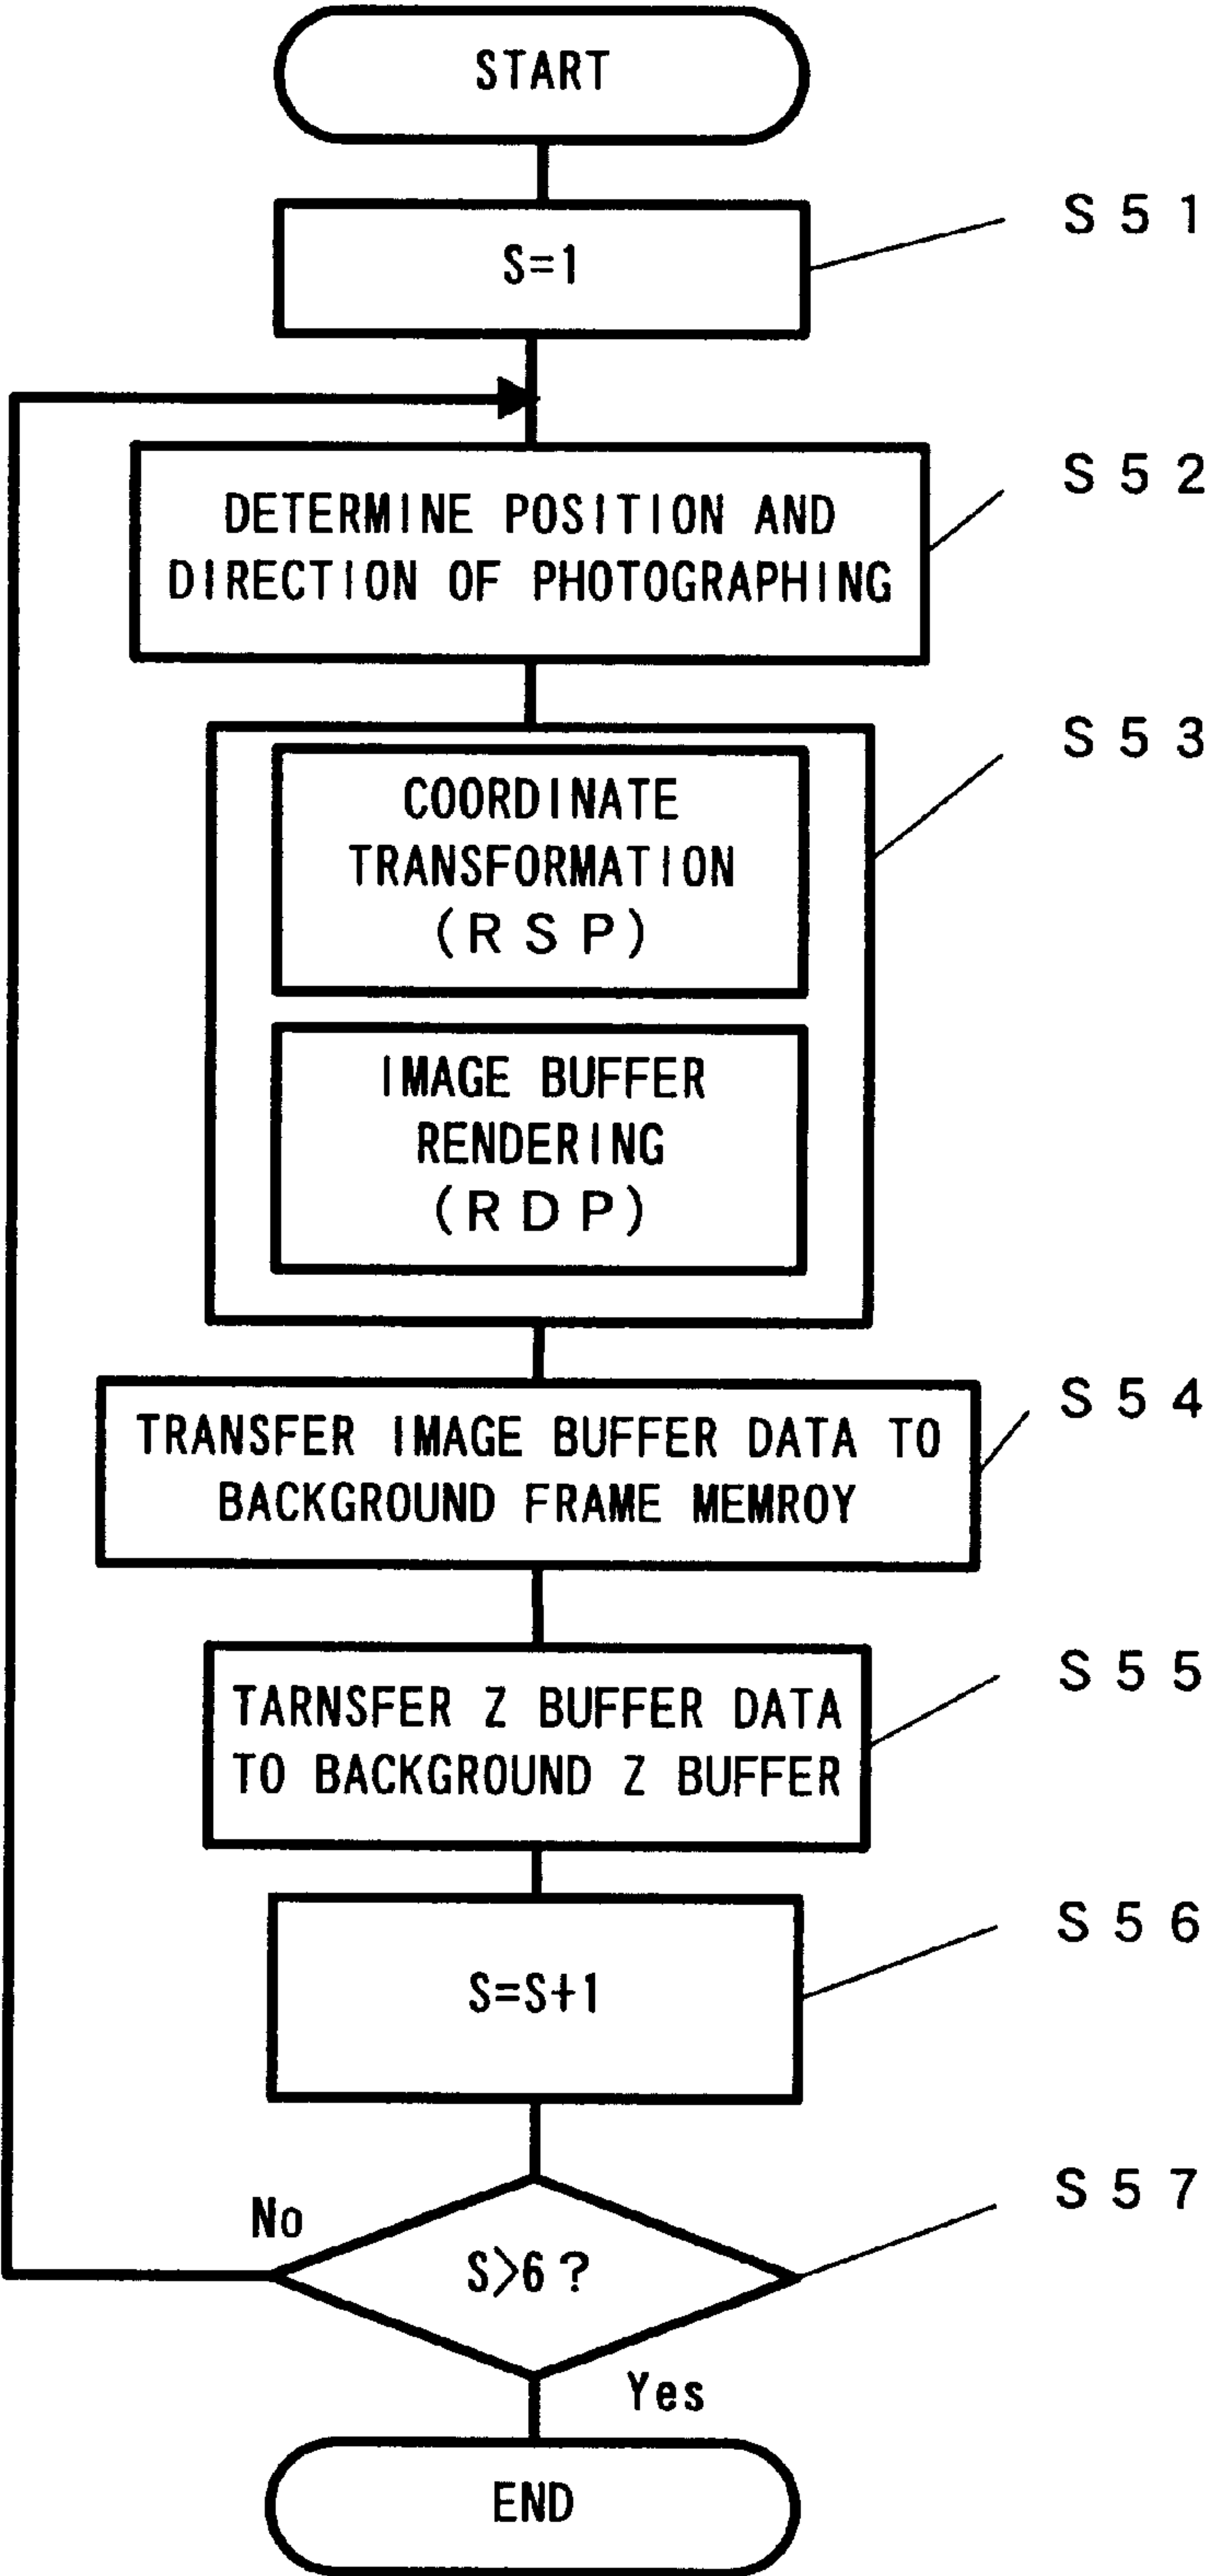 START
S=1
S51
DETERMINE POSITION AND
DIRECTION OF PHOTOGRAPHING
S52
COORDINATE
TRANSFORMATION
(RSP)
IMAGE BUFFER
RENDERING
(RDP)
S53
TRANSFER IMAGE BUFFER DATA TO
BACKGROUND FRAME MEMROY
S54
TARNSFER Z BUFFER DATA
TO BACKGROUND Z BUFFER
S55
S=S+1
S56
No
S>6?
S57
Yes
END